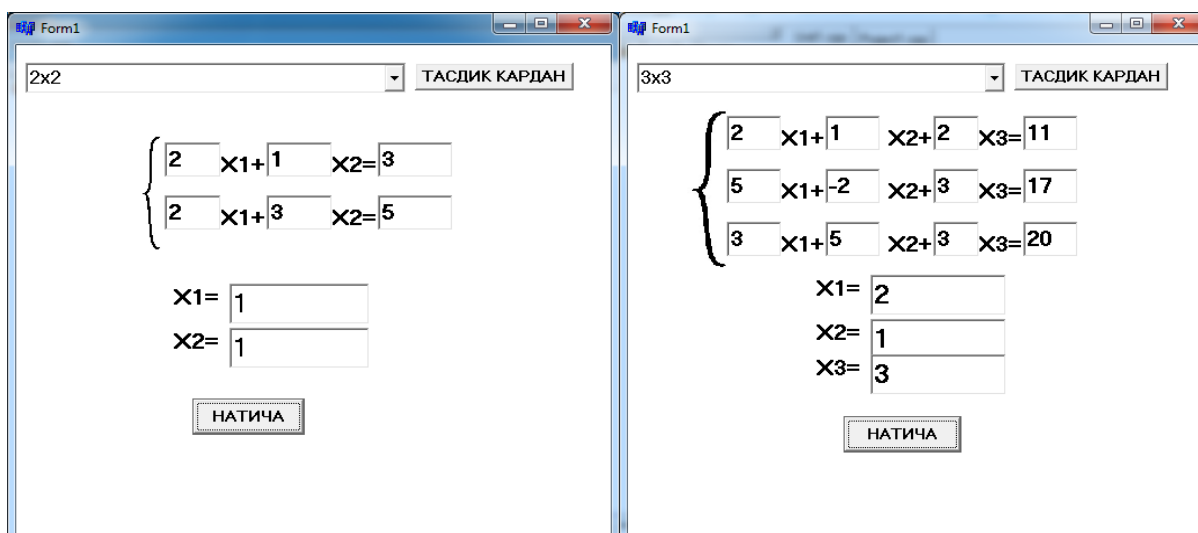 Form1
2x2
ТАСДИК КАРДАН
2 X1+ 1 X2= 3
2 X1+ 3 X2= 5
X1= 1
X2= 1
НАТИЧА
Form1
3x3
ТАСДИК КАРДАН
2 X1+ 1 X2+ 2 X3= 11
5 X1+ -2 X2+ 3 X3= 17
3 X1+ 5 X2+ 3 X3= 20
X1= 2
X2= 1
X3= 3
НАТИЧА